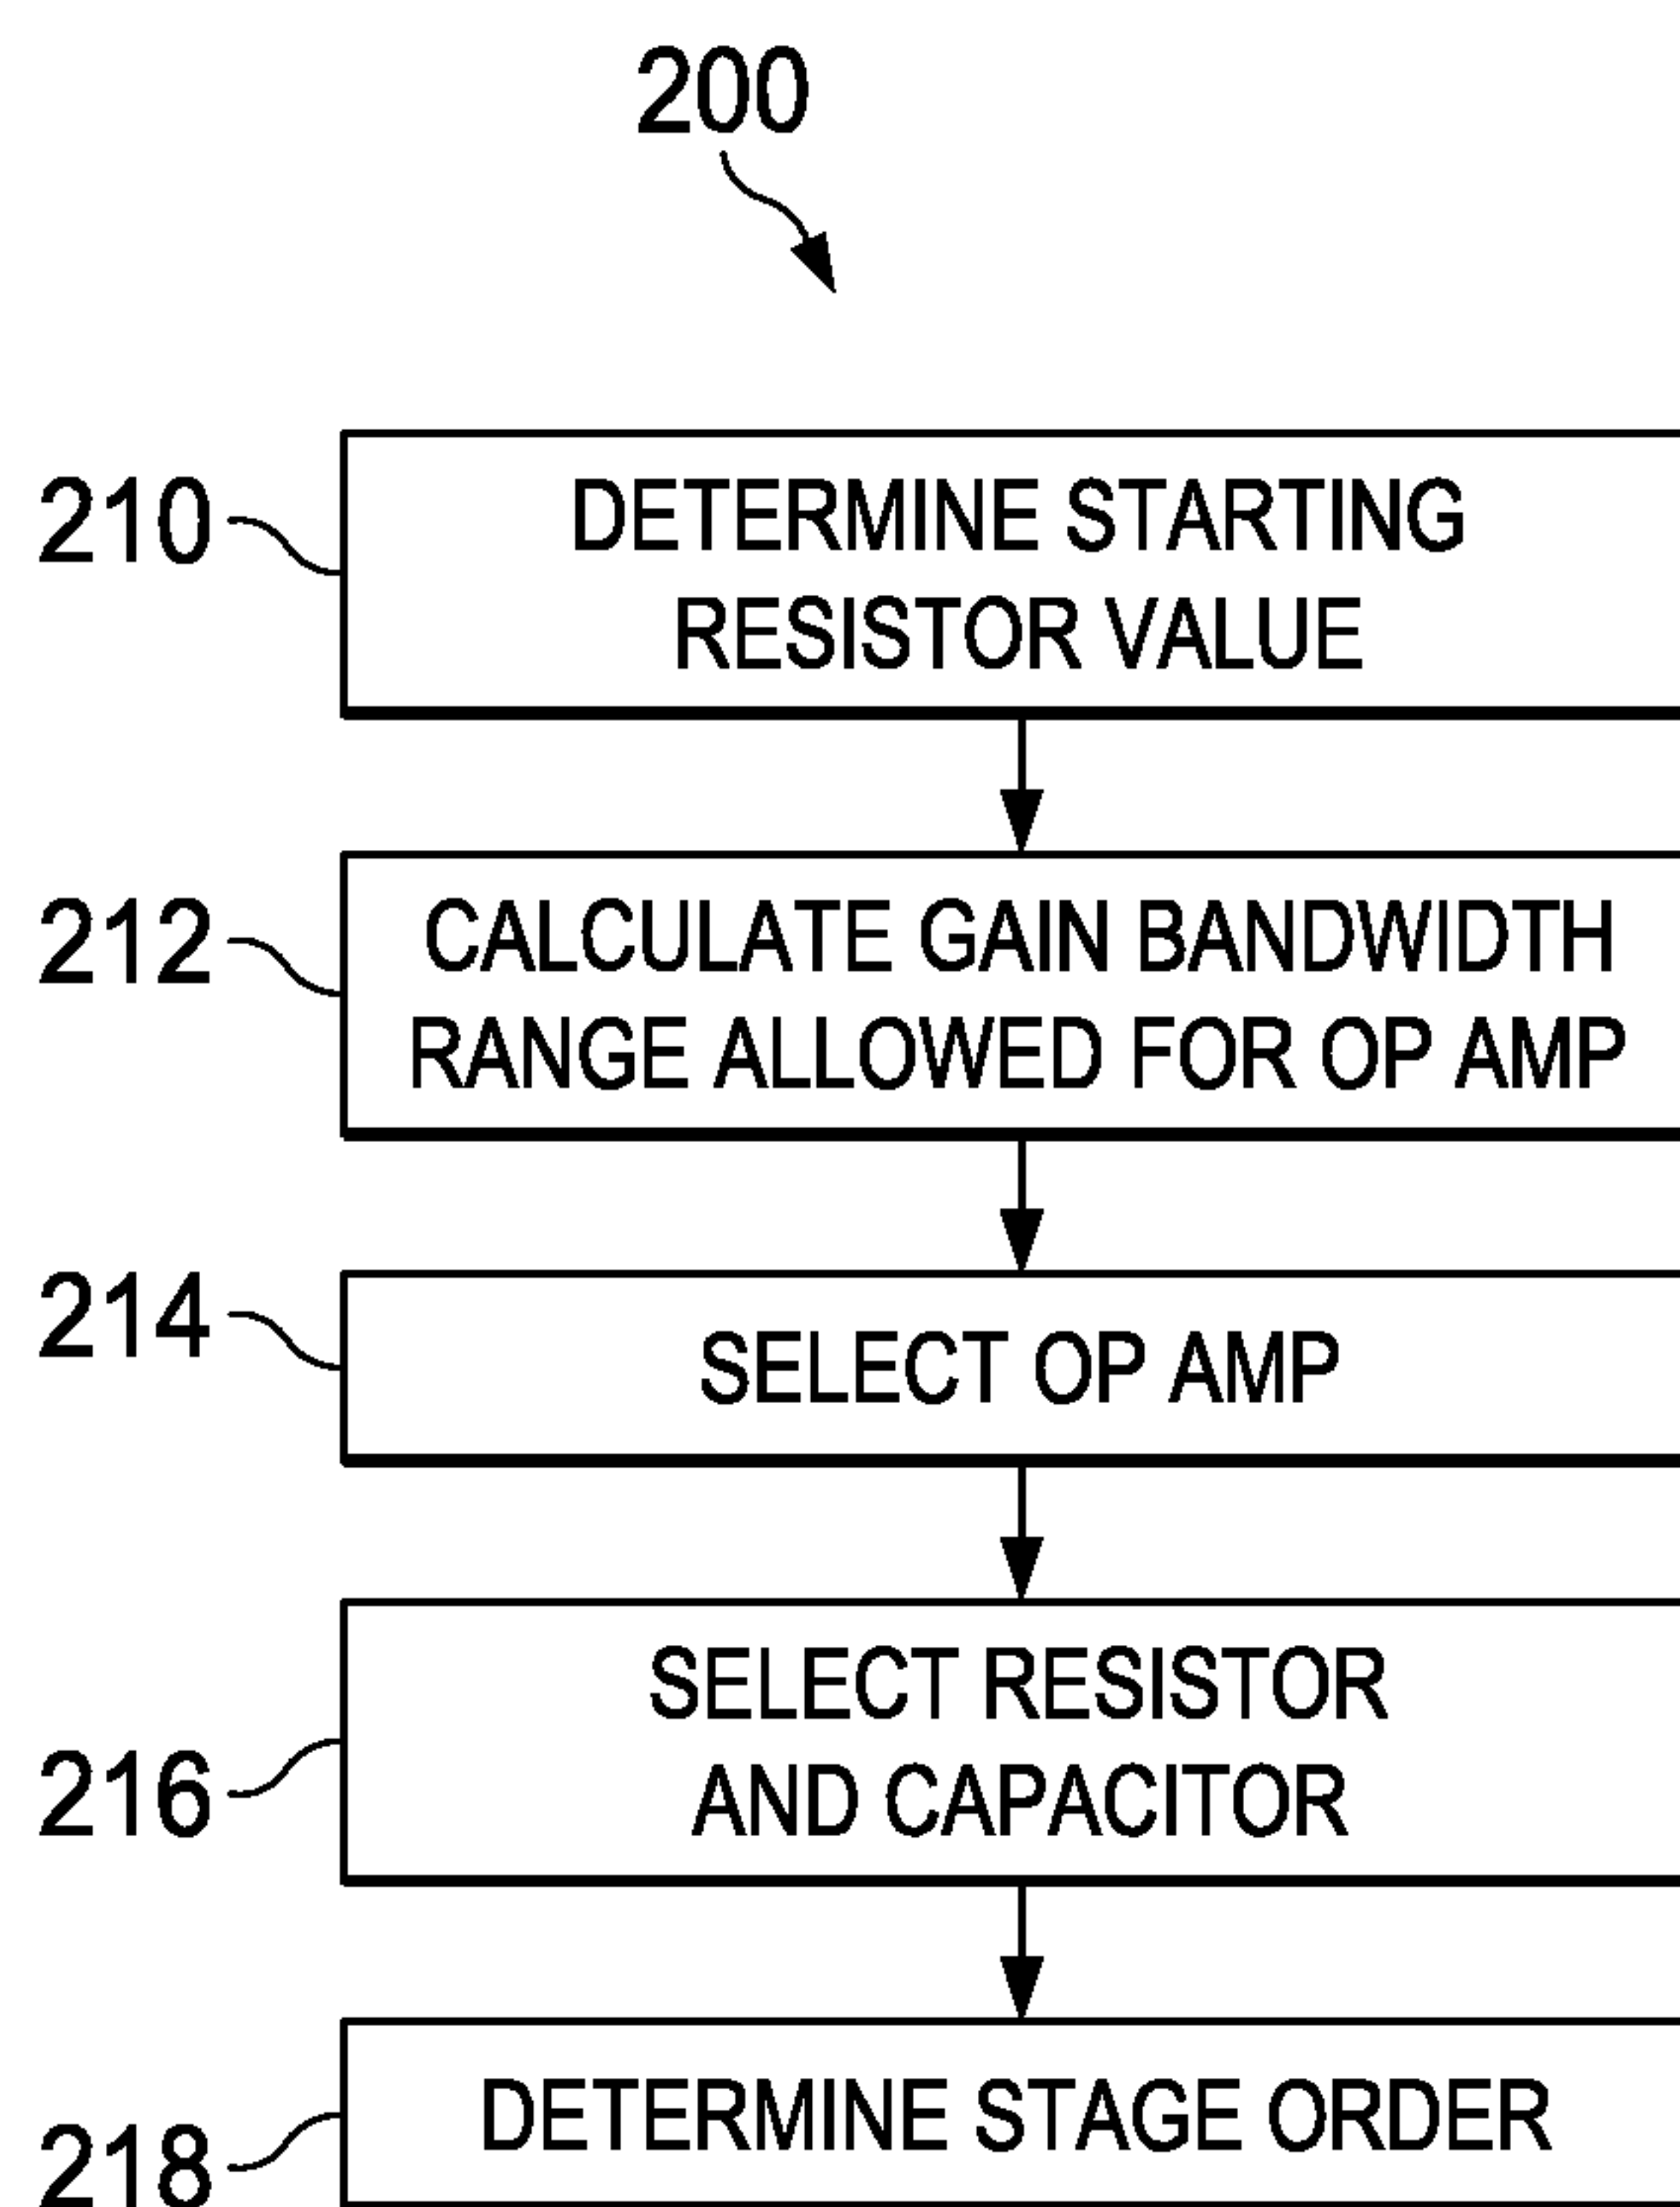 200
210
DETERMINE STARTING
RESISTOR VALUE
212
CALCULATE GAIN BANDWIDTH
RANGE ALLOWED FOR OP AMP
214
SELECT OP AMP
216
SELECT RESISTOR
AND CAPACITOR
218
DETERMINE STAGE ORDER